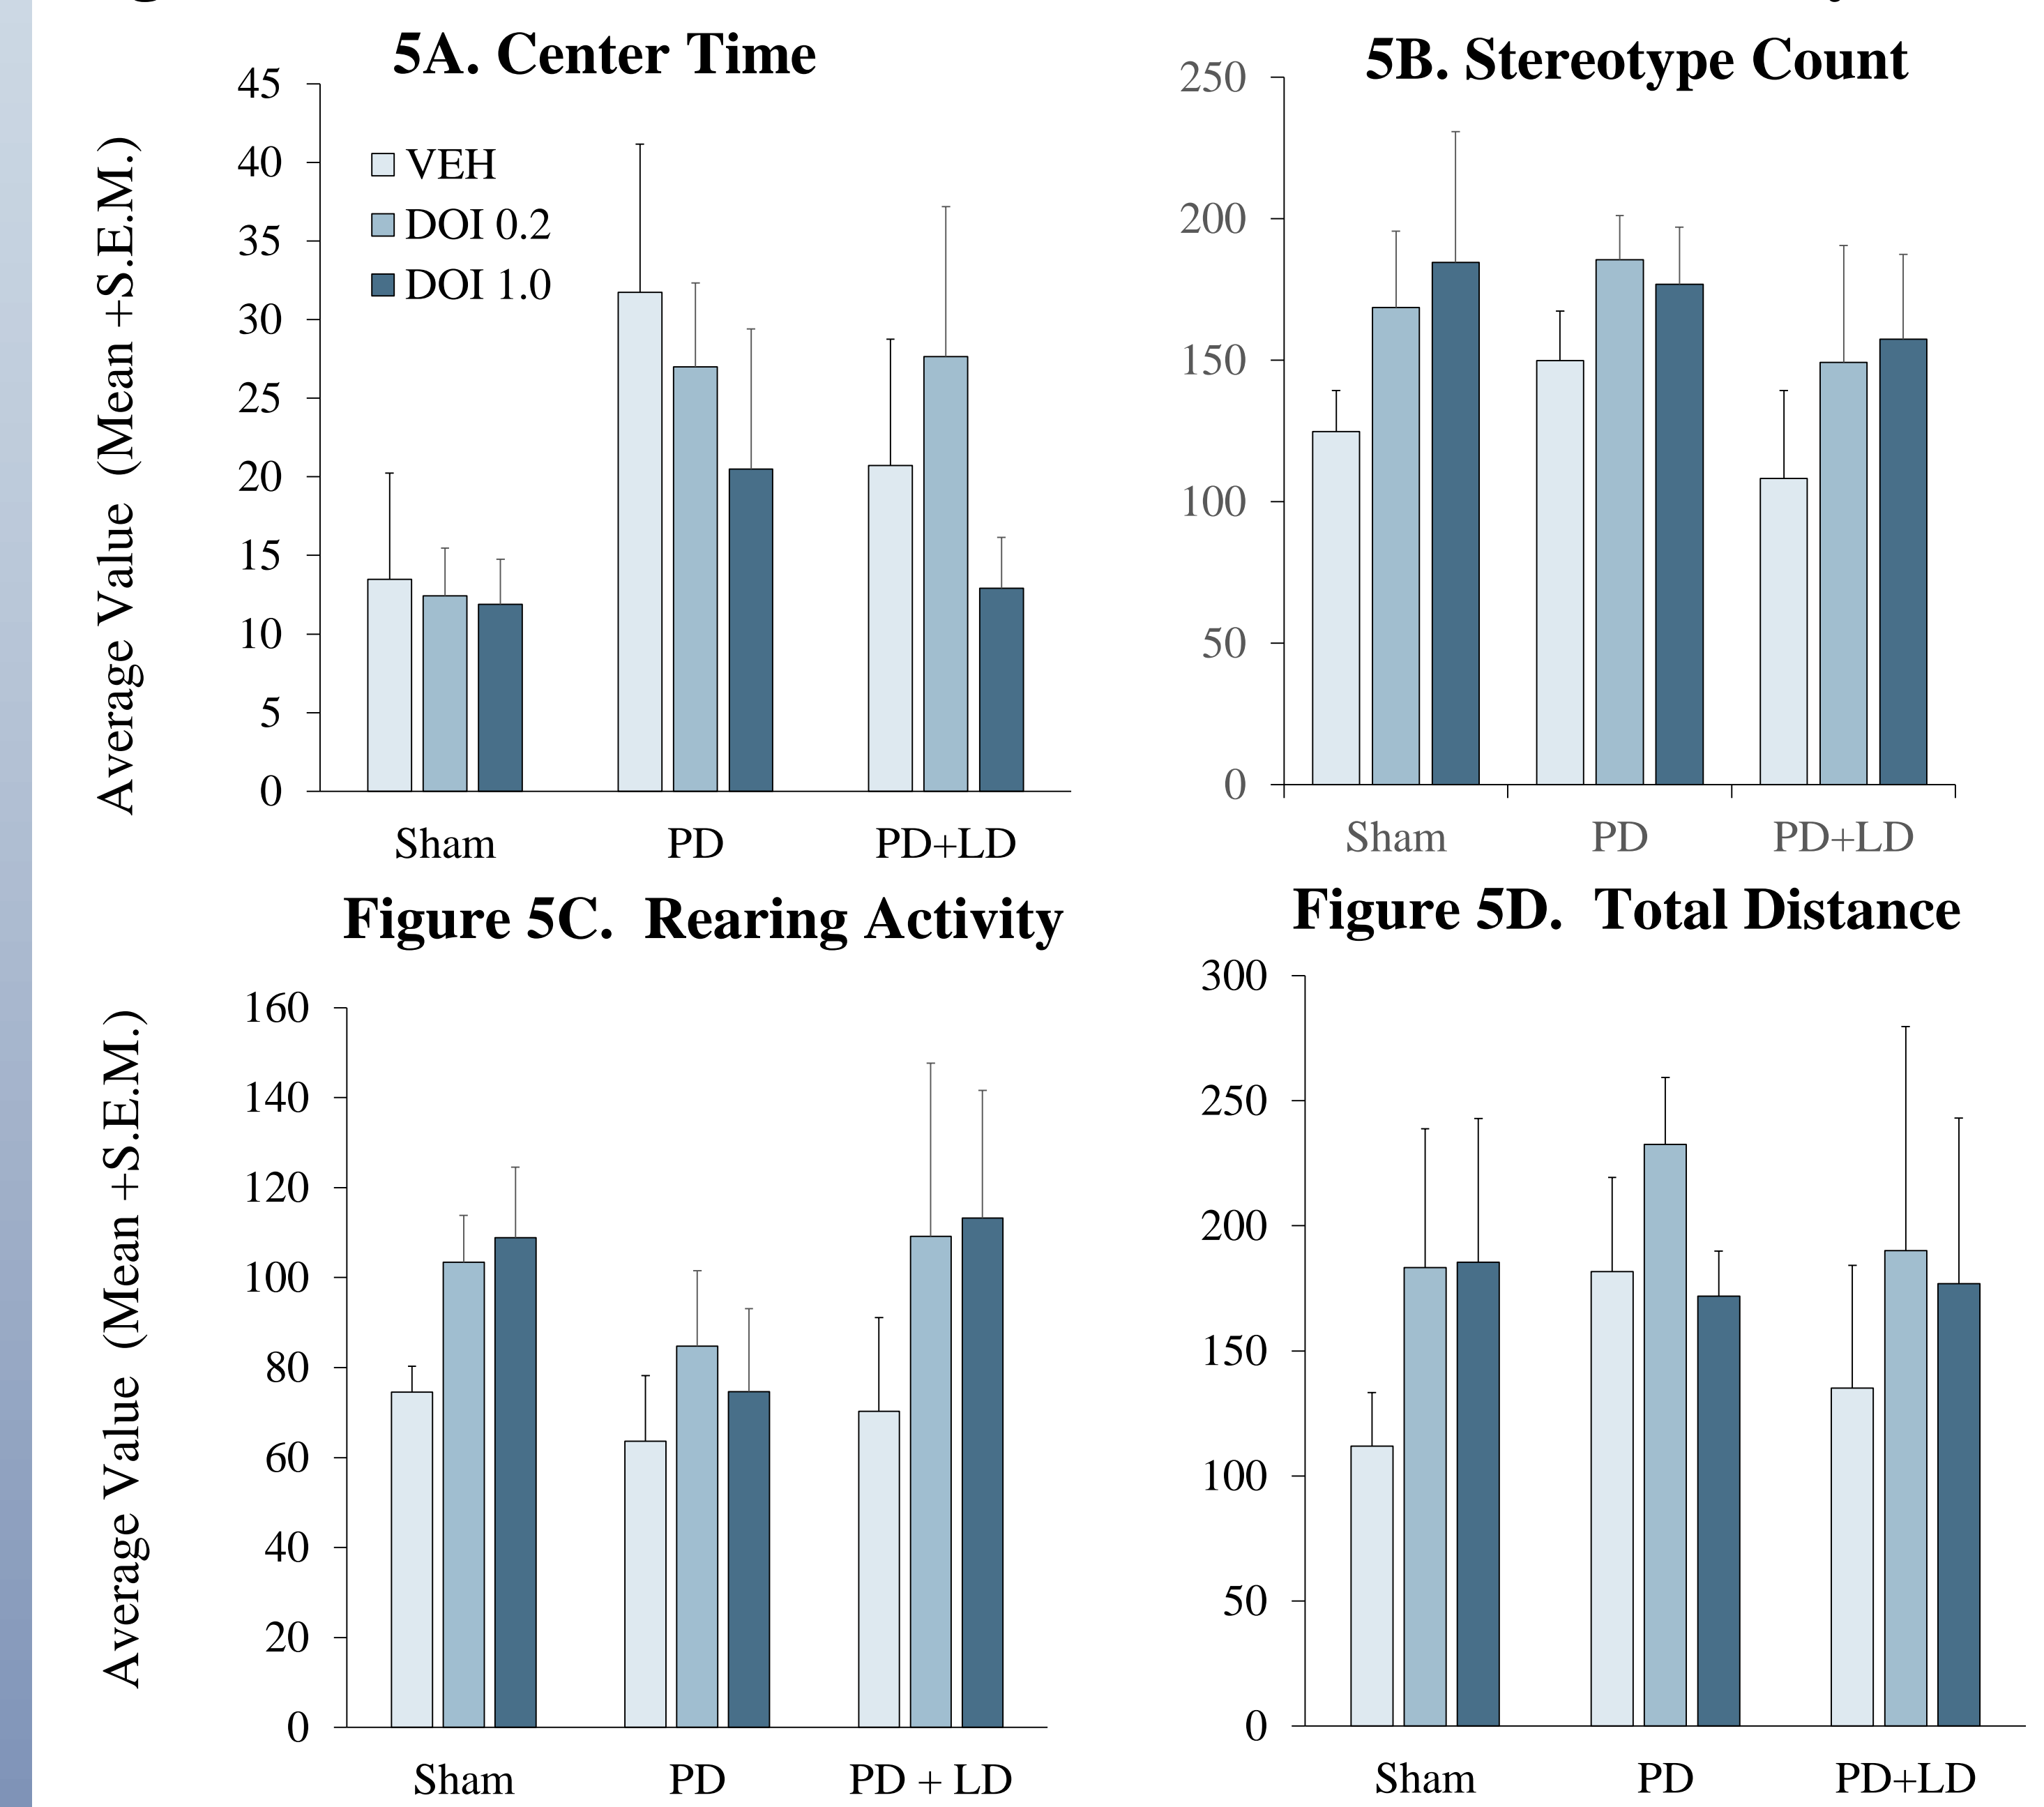 5A. Center Time
Average Value (Mean +S.E.M.)
45
40
35
30
25
20
15
10
5
0
VEH
DOI 0.2
DOI 1.0
Sham PD PD+LD
5B. Stereotype Count
250
200
150
100
50
0
Sham PD PD+LD
Figure 5C. Rearing Activity
Average Value (Mean +S.E.M.)
160
140
120
100
80
60
40
20
0
Sham PD PD + LD
Figure 5D. Total Distance
300
250
200
150
100
50
0
Sham PD PD+LD